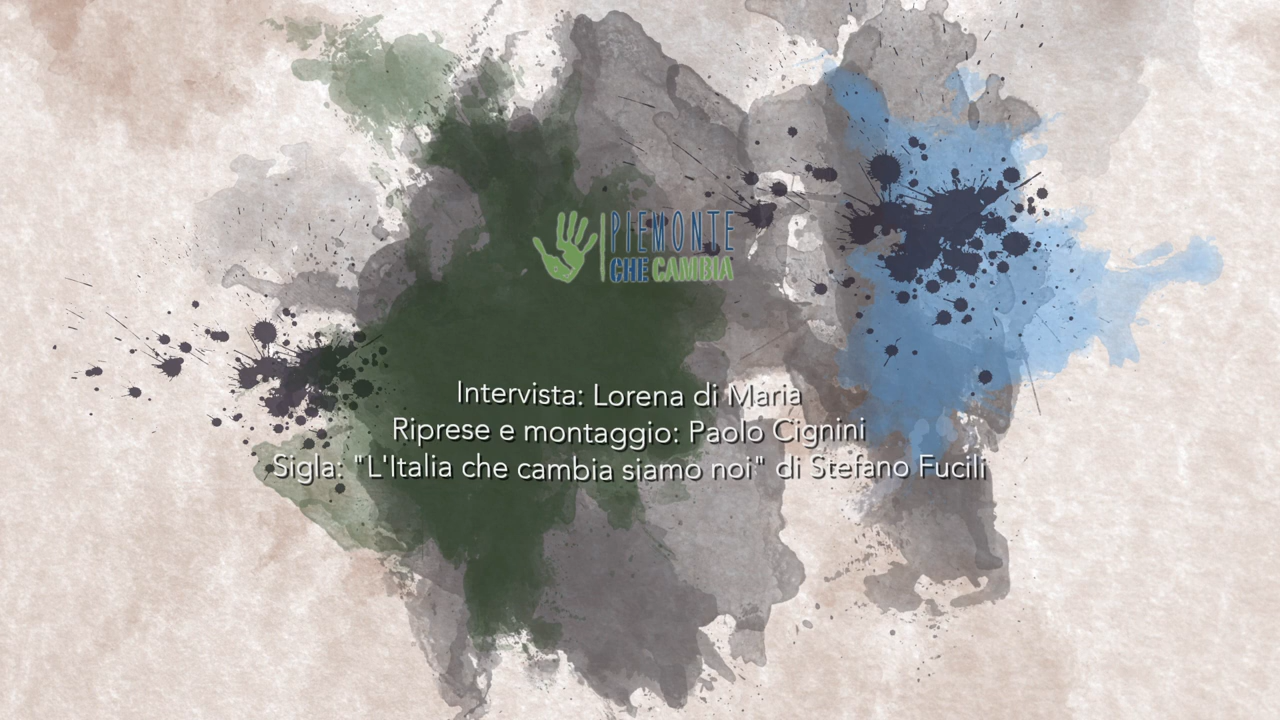 PIEMONTE
CHE CAMBIA
Intervista: Lorena di Maria
Riprese e montaggio: Paolo Cignini
Sigla: "L'Italia che cambia siamo noi" di Stefano Fucili